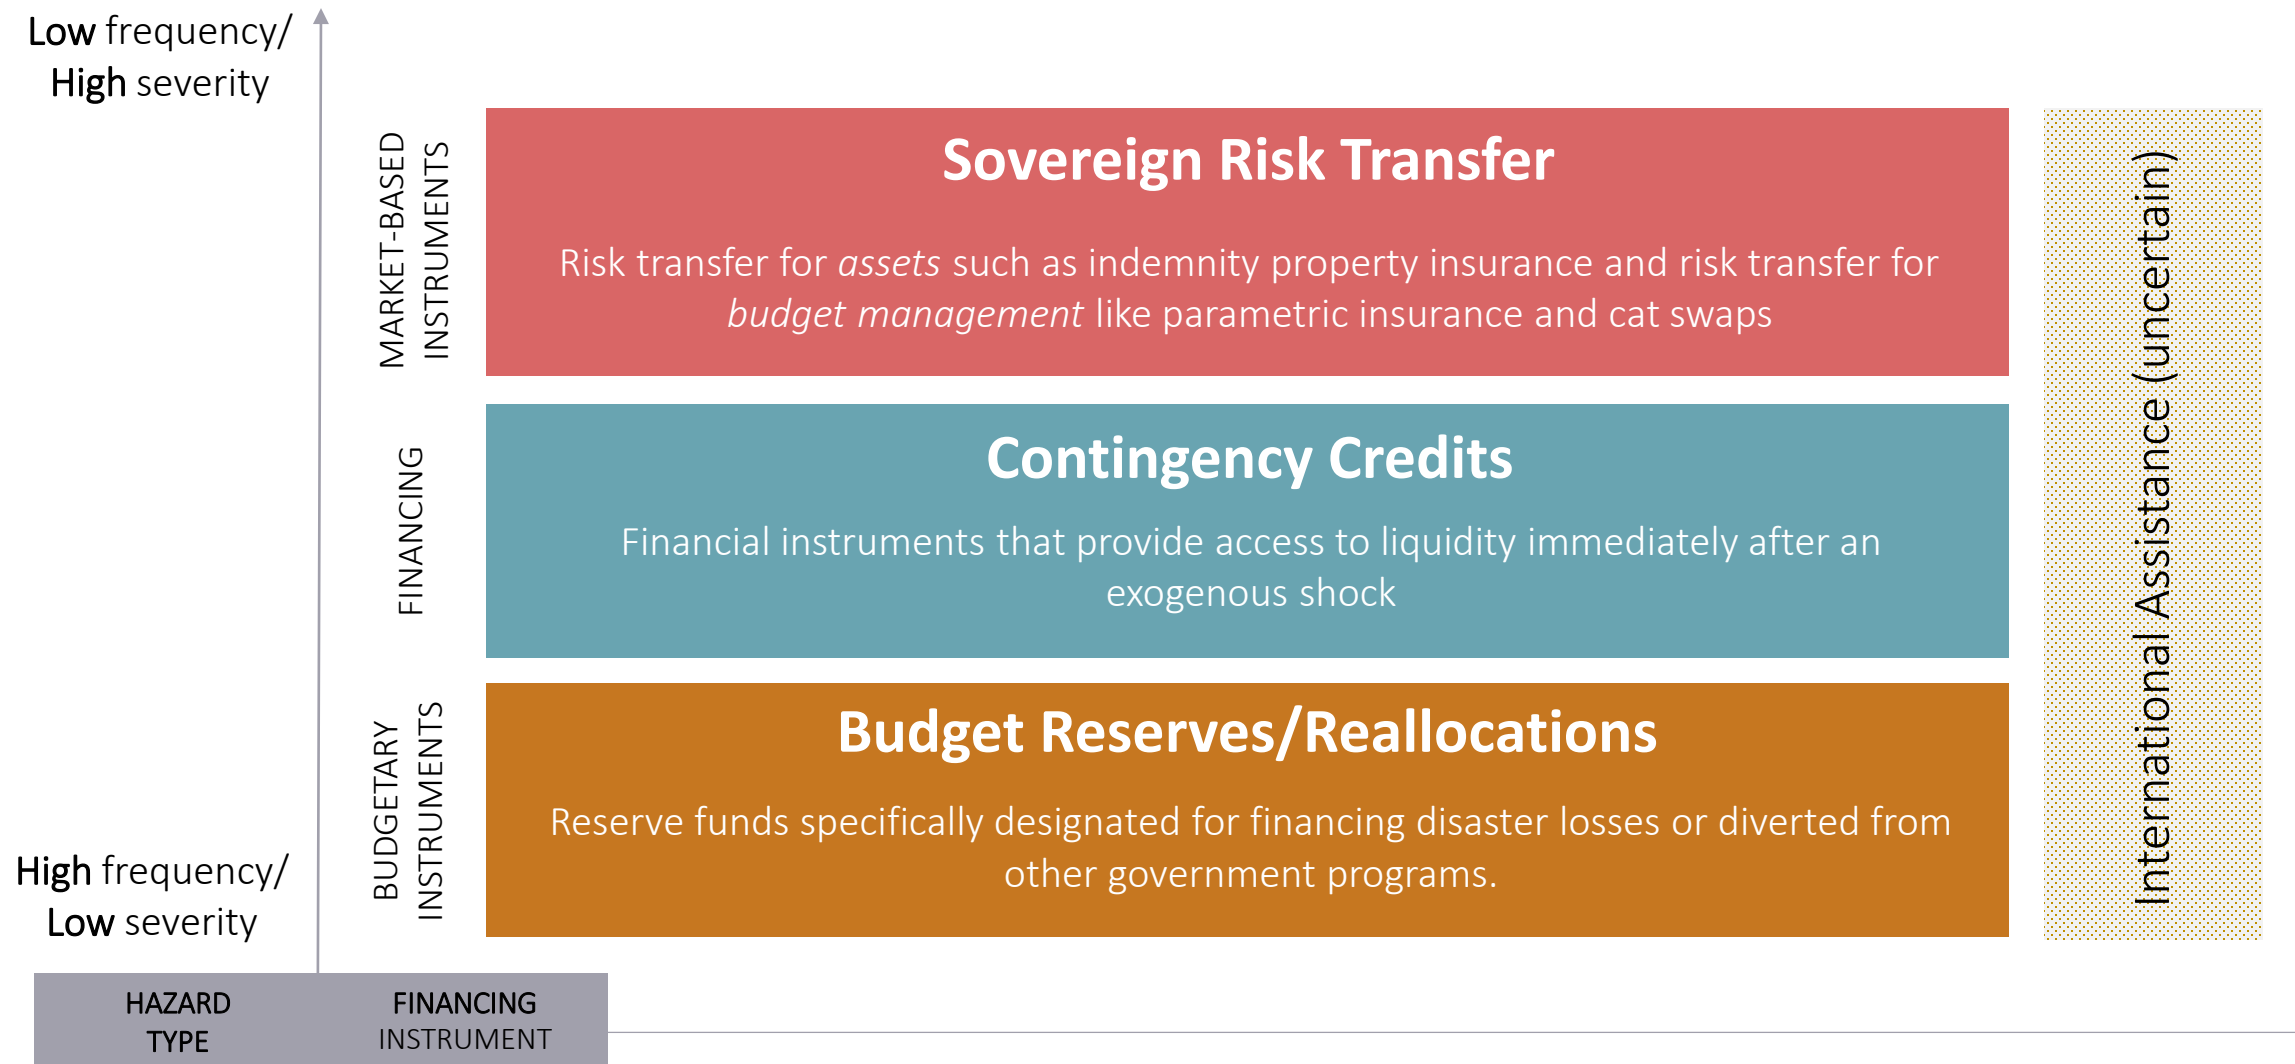 Low frequency/
High severity
MARKET-BASED
INSTRUMENTS
Sovereign Risk Transfer
Risk transfer for assets such as indemnity property insurance and risk transfer for
budget management like parametric insurance and cat swaps
FINANCING
Contingency Credits
Financial instruments that provide access to liquidity immediately after an
exogenous shock
High frequency/
Low severity
BUDGETARY
INSTRUMENTS
Budget Reserves/Reallocations
Reserve funds specifically designated for financing disaster losses or diverted from
other government programs.
International Assistance (uncertain)
HAZARD
TYPE
FINANCING
INSTRUMENT